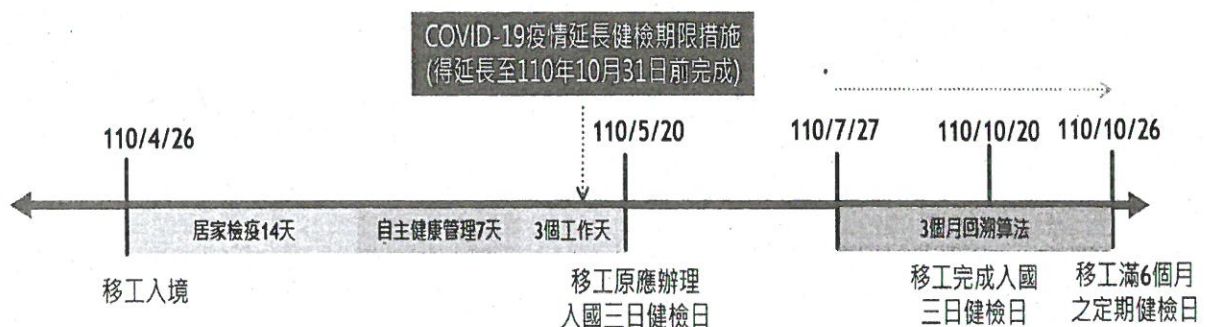 COVID-19疫情延長健檢期限措施
(得延長至110年10月31日前完成)
110/4/26
110/5/20
110/7/27
110/10/20
110/10/26
居家檢疫14天
自主健康管理7天
3個工作天
3個月回溯算法
移工入境
移工原應辦理
入國三日健檢日
移工完成入國
三日健檢日
移工滿6個月
之定期健檢日